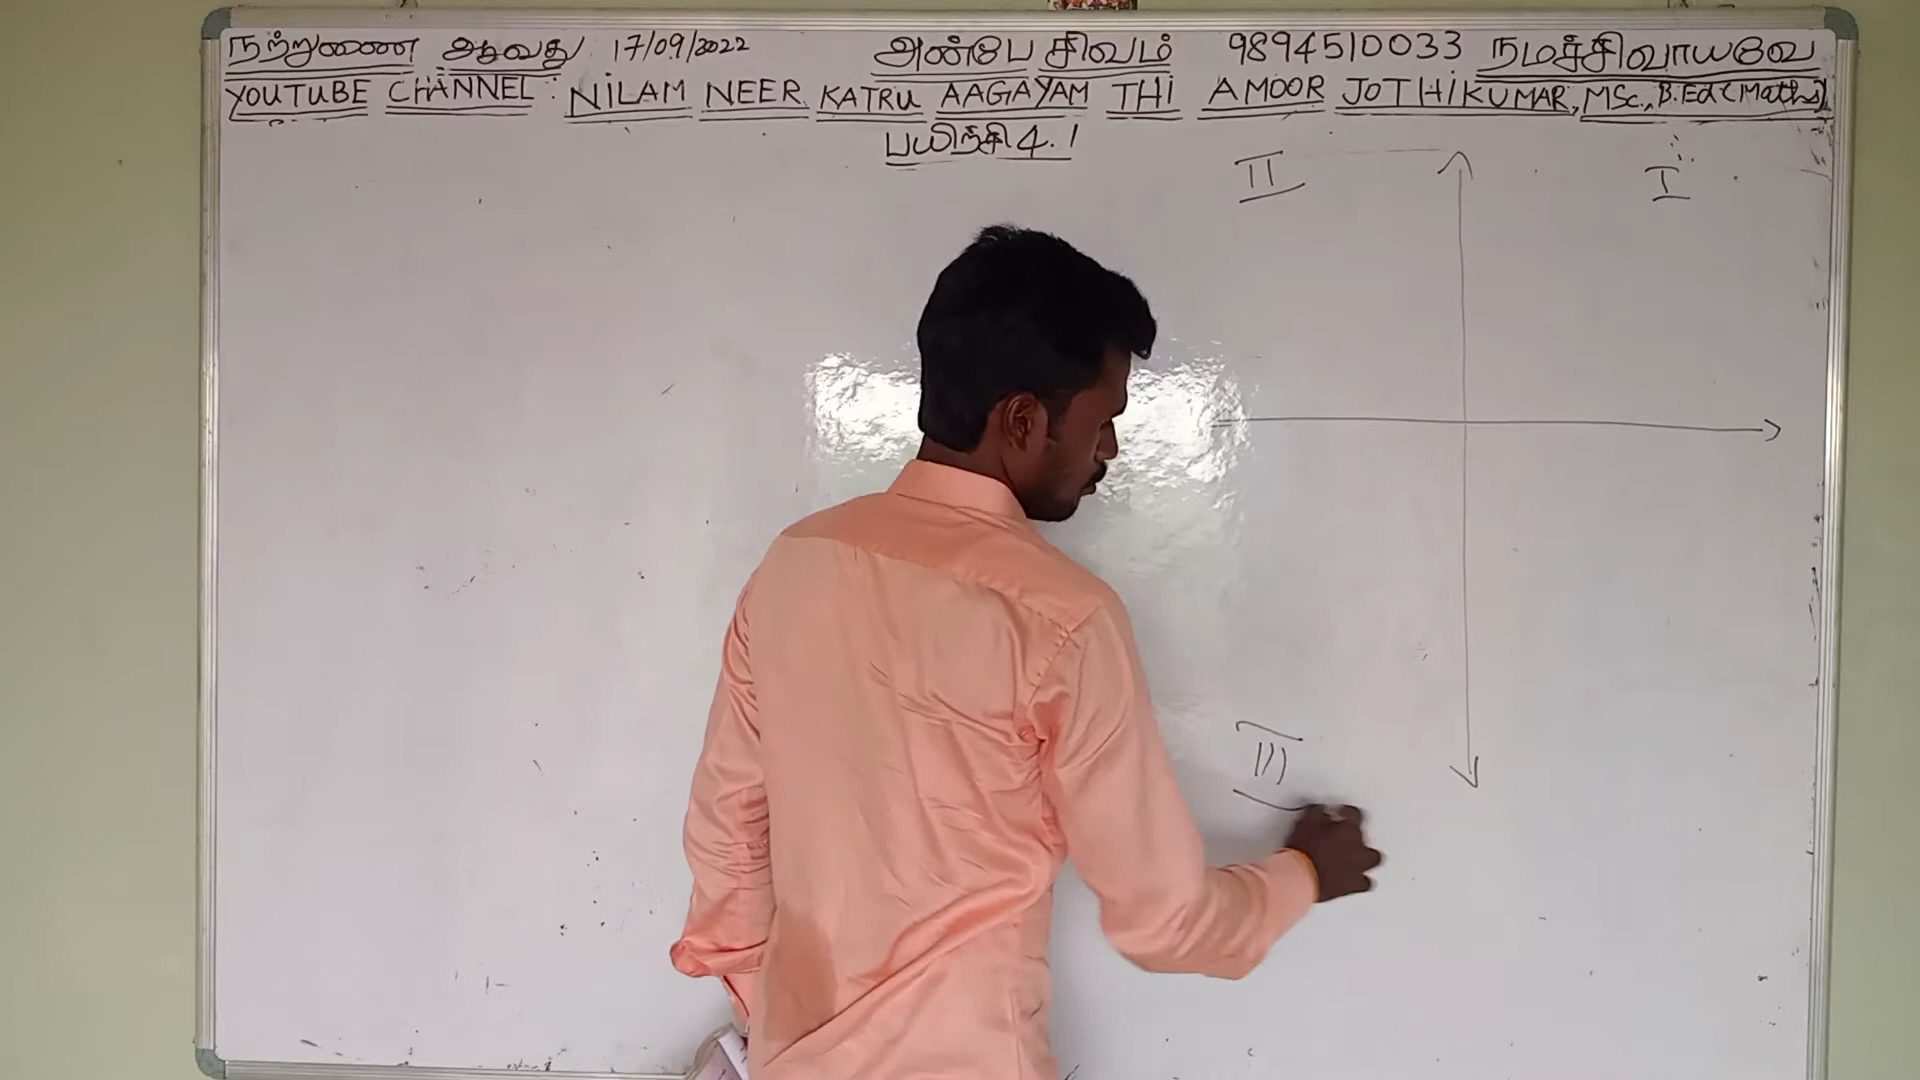 நற்றுணை ஆவது 17/09/2022 அன்பே சிவம் 9894510033 நமச்சிவாயவே
YOUTUBE CHANNEL : NILAM NEER KATRU AAGAYAM THI AMOOR JOTHIKUMAR, MSc., B.Ed (Maths)
பயிற்சி 4.1
II I
III